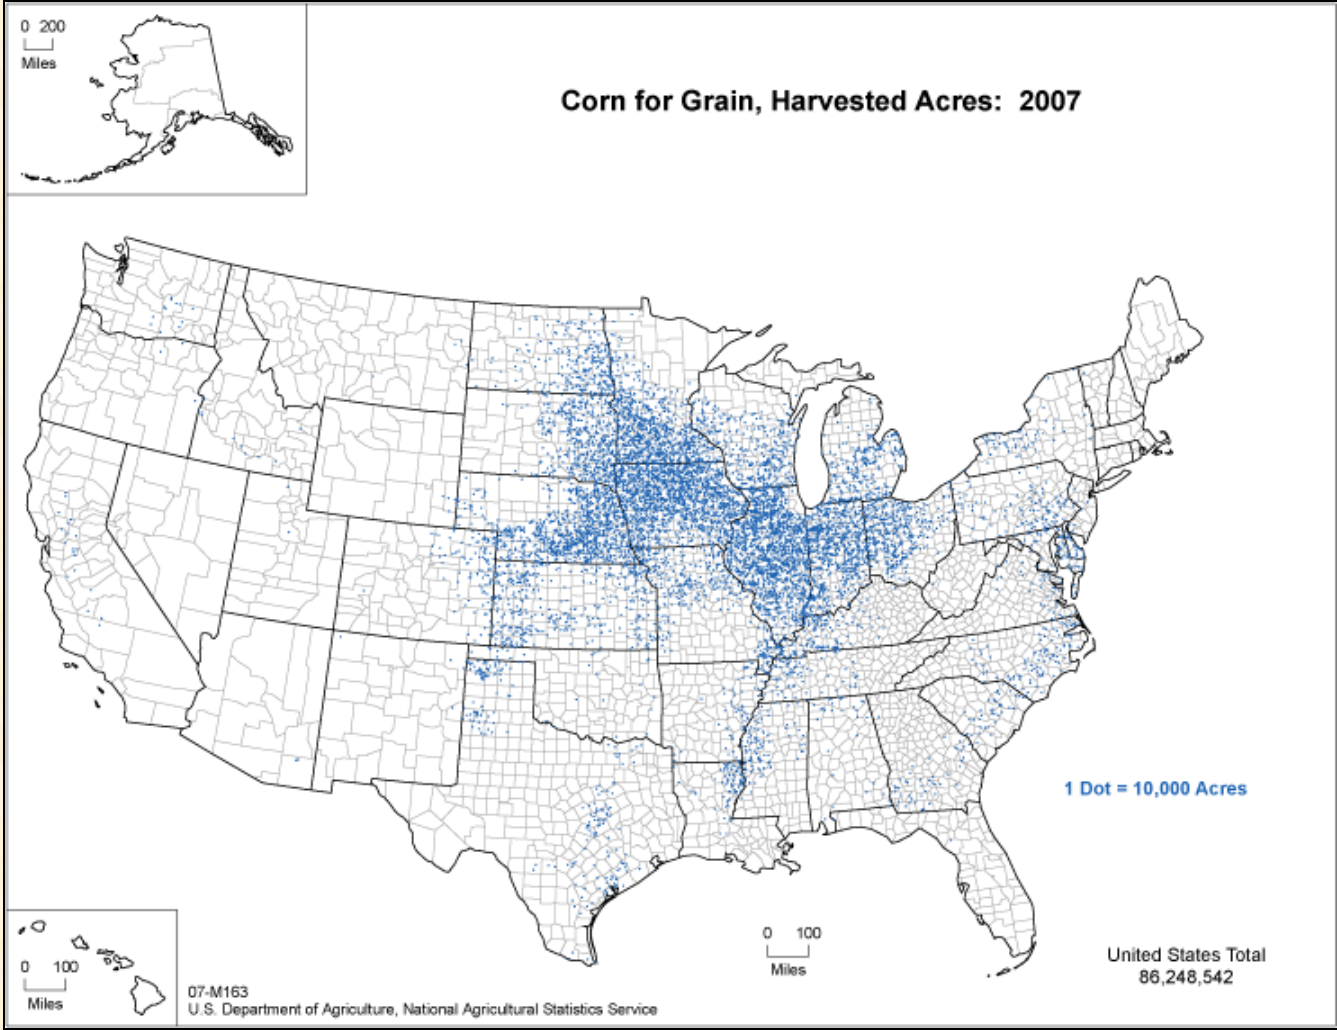 0 200
Miles
Corn for Grain, Harvested Acres: 2007
1 Dot = 10,000 Acres
0 100
Miles
United States Total
86,248,542
0 100
Miles
07-M163
U.S. Department of Agriculture, National Agricultural Statistics Service